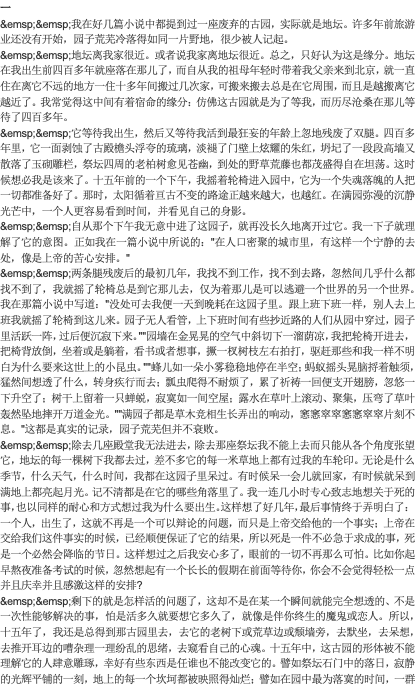 一
&emsp;&emsp;我在好几篇小说中都提到过一座废弃的古园，实际就是地坛。许多年前旅游
业还没有开始，园子荒芜冷落得如同一片野地，很少被人记起。
&emsp;&emsp;地坛离我家很近。或者说我家离地坛很近。总之，只好认为这是缘分。地坛
在我出生前四百多年就座落在那儿了，而自从我的祖母年轻时带着我父亲来到北京，就一直
住在离它不远的地方一住十多年间搬过几次家，可搬来搬去总是在它周围，而且是越搬离它
越近了。我常觉得这中间有着宿命的缘分：仿佛这古园就是为了等我，而历尽沧桑在那儿等
待了四百多年。
&emsp;&emsp;它等待我出生，然后又等待我活到最狂妄的年龄上忽地残废了双腿。四百多
年里，它一面剥蚀了古殿檐头浮夸的琉璃，淡褪了门壁上炫耀的朱红，坍圮了一段段高墙又
散落了玉砌雕栏，祭坛四周的老柏树愈见苍幽，到处的野草荒藤也都茂盛得自在坦荡。这时
候想必我是该来了。十五年前的一个下午，我摇着轮椅进入园中，它为一个失魂落魄的人把
一切都准备好了。那时，太阳循着亘古不变的路途正越来越大，也越红。在满园弥漫的沉静
光芒中，一个人更容易看到时间，并看见自己的身影。
&emsp;&emsp;自从那个下午我无意中进了这园子，就再没长久地离开过它。我一下子就理
解了它的意图。正如我在一篇小说中所说的："在人口密聚的城市里，有这样一个宁静的去
处，像是上帝的苦心安排。"
&emsp;&emsp;两条腿残废后的最初几年，我找不到工作，找不到去路，忽然间几乎什么都
找不到了，我就摇了轮椅总是到它那儿去，仅为着那儿是可以逃避一个世界的另一个世界。
我在那篇小说中写道："没处可去我便一天到晚耗在这园子里。跟上班下班一样，别人去上
班我就摇了轮椅到这儿来。园子无人看管，上下班时间有些抄近路的人们从园中穿过，园子
里活跃一阵，过后便沉寂下来。""园墙在金晃晃的空气中斜切下一溜荫凉，我把轮椅开进去，
把椅背放倒，坐着或是躺着，看书或者想事，撅一杈树枝左右拍打，驱赶那些和我一样不明
白为什么要来这世上的小昆虫。""蜂儿如一朵小雾稳稳地停在半空；蚂蚁摇头晃脑捋着触须，
猛然间想透了什么，转身疾行而去；瓢虫爬得不耐烦了，累了祈祷一回便支开翅膀，忽悠一
下升空了；树干上留着一只蝉蜕，寂寞如一间空屋；露水在草叶上滚动、聚集，压弯了草叶
轰然坠地摔开万道金光。""满园子都是草木竞相生长弄出的响动，窸窸窣窣窸窸窣窣片刻不
息。"这都是真实的记录，园子荒芜但并不衰败。
&emsp;&emsp;除去几座殿堂我无法进去，除去那座祭坛我不能上去而只能从各个角度张望
它，地坛的每一棵树下我都去过，差不多它的每一米草地上都有过我的车轮印。无论是什么
季节，什么天气，什么时间，我都在这园子里呆过。有时候呆一会儿就回家，有时候就呆到
满地上都亮起月光。记不清都是在它的哪些角落里了。我一连几小时专心致志地想关于死的
事，也以同样的耐心和方式想过我为什么要出生。这样想了好几年，最后事情终于弄明白了：
一个人，出生了，这就不再是一个可以辩论的问题，而只是上帝交给他的一个事实；上帝在
交给我们这件事实的时候，已经顺便保证了它的结果，所以死是一件不必急于求成的事，死
是一个必然会降临的节日。这样想过之后我安心多了，眼前的一切不再那么可怕。比如你起
早熬夜准备考试的时候，忽然想起有一个长长的假期在前面等待你，你会不会觉得轻松一点
并且庆幸并且感激这样的安排？
&emsp;&emsp;剩下的就是怎样活的问题了，这却不是在某一个瞬间就能完全想透的、不是
一次性能够解决的事，怕是活多久就要想它多久了，就像是伴你终生的魔鬼或恋人。所以，
十五年了，我还是总得到那古园里去，去它的老树下或荒草边或颓墙旁，去默坐，去呆想，
去推开耳边的嘈杂理一理纷乱的思绪，去窥看自己的心魂。十五年中，这古园的形体被不能
理解它的人肆意雕琢，幸好有些东西是任谁也不能改变它的。譬如祭坛石门中的落日，寂静
的光辉平铺的一刻，地上的每一个坎坷都被映照得灿烂；譬如在园中最为落寞的时间，一群